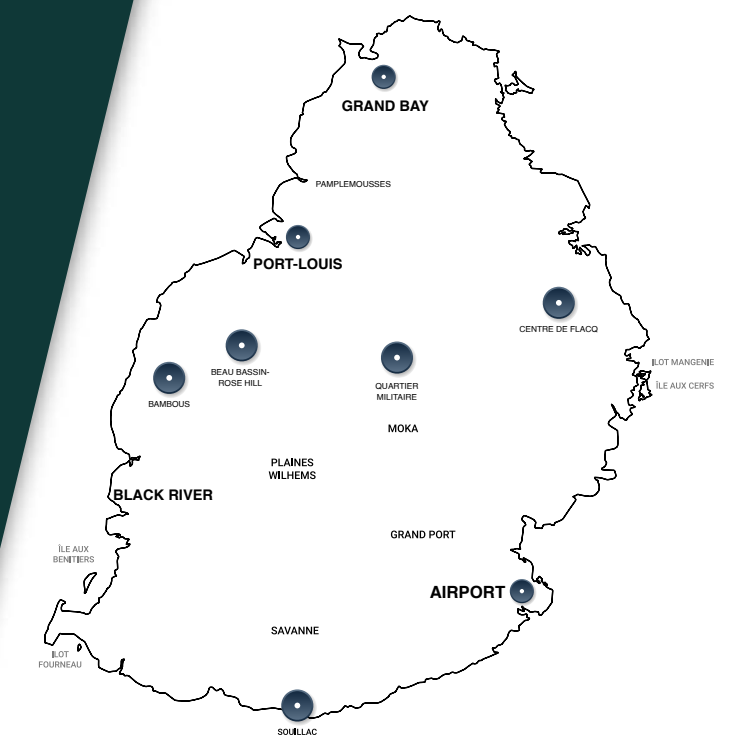 GRAND BAY
PAMPLEMOUSSES
PORT-LOUIS
CENTRE DE FLACQ
ILOT MANGENIE
BEAU BASSIN-
ROSE HILL
ÎLE AUX CERFS
QUARTIER
MILITAIRE
BAMBOUS
MOKA
PLAINES
WILHEMS
BLACK RIVER
GRAND PORT
ÎLE AUX
BENITIERS
AIRPORT
SAVANNE
ILOT
FOURNEAU
SOUILLAC